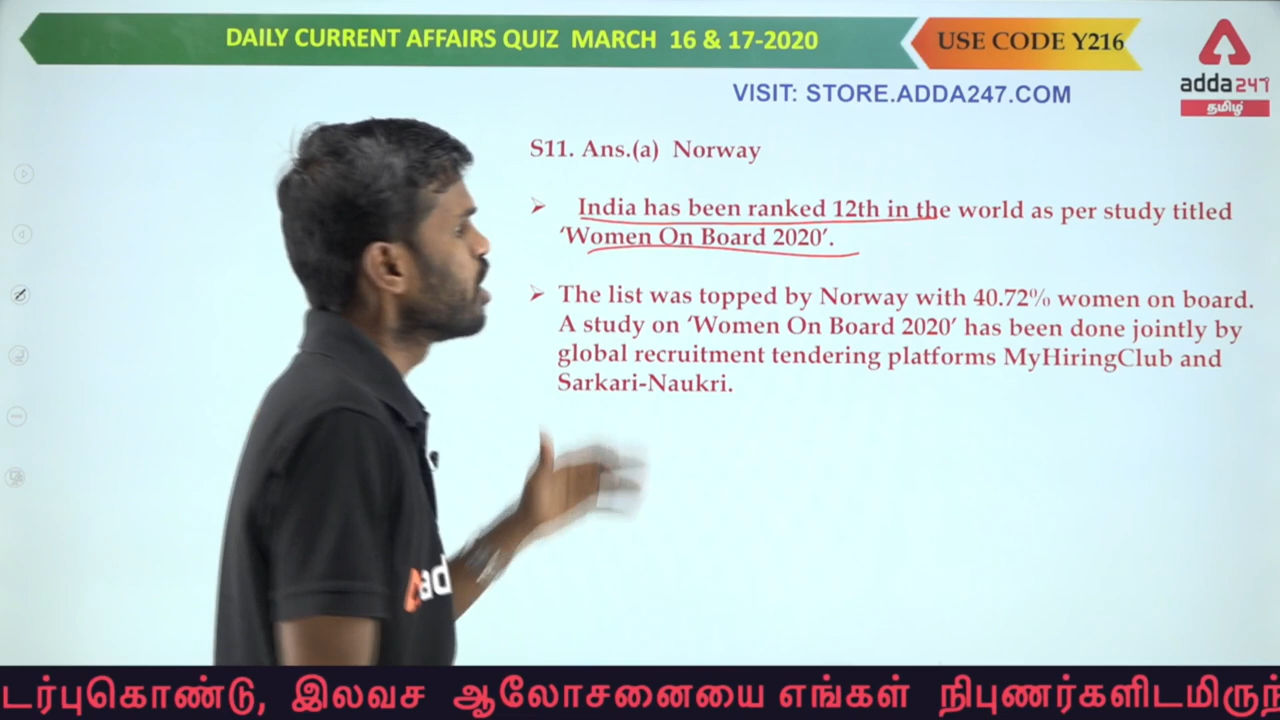 DAILY CURRENT AFFAIRS QUIZ MARCH 16 & 17-2020
USE CODE Y216
adda247
தமிழ்
VISIT: STORE.ADDA247.COM
S11. Ans.(a) Norway
➢ India has been ranked 12th in the world as per study titled
‘Women On Board 2020’.
➢ The list was topped by Norway with 40.72% women on board.
A study on ‘Women On Board 2020’ has been done jointly by
global recruitment tendering platforms MyHiringClub and
Sarkari-Naukri.
ad
டர்புகொண்டு, இலவச ஆலோசனையை எங்கள் நிபுணர்களிடமிருந்